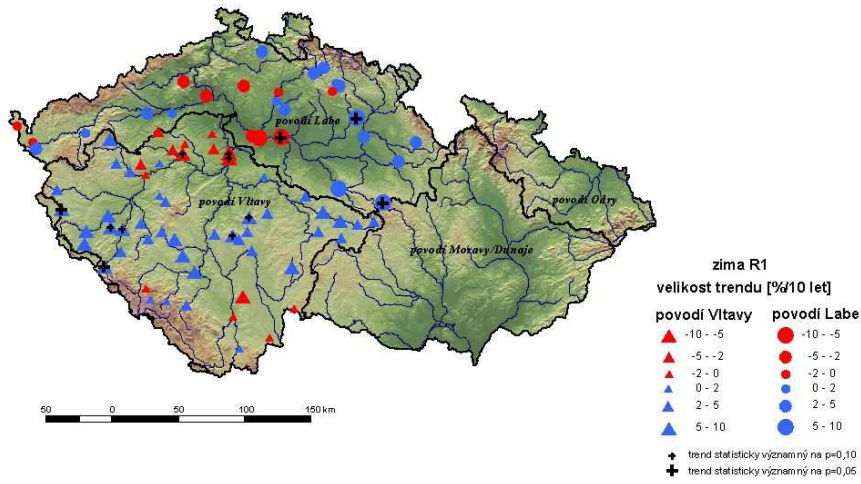 povodí Labe
povodí Vltavy
povodí Odry
povodí Moravy/Dunaje
zima R1
velikost trendu [%/10 let]
povodí Vltavy povodí Labe
-10 - -5 -10 - -5
-5 - -2 -5 - -2
-2 - 0 -2 - 0
0 - 2 0 - 2
2 - 5 2 - 5
5 - 10 5 - 10
trend statisticky významný na p=0,10
trend statisticky významný na p=0,05
50 0 50 100 150 km